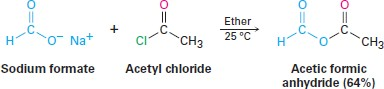 O O O O
Ether
+
25 °C
H O⁻ Na⁺ Cl CH₃ H O CH₃
Sodium formate Acetyl chloride Acetic formic
anhydride (64%)